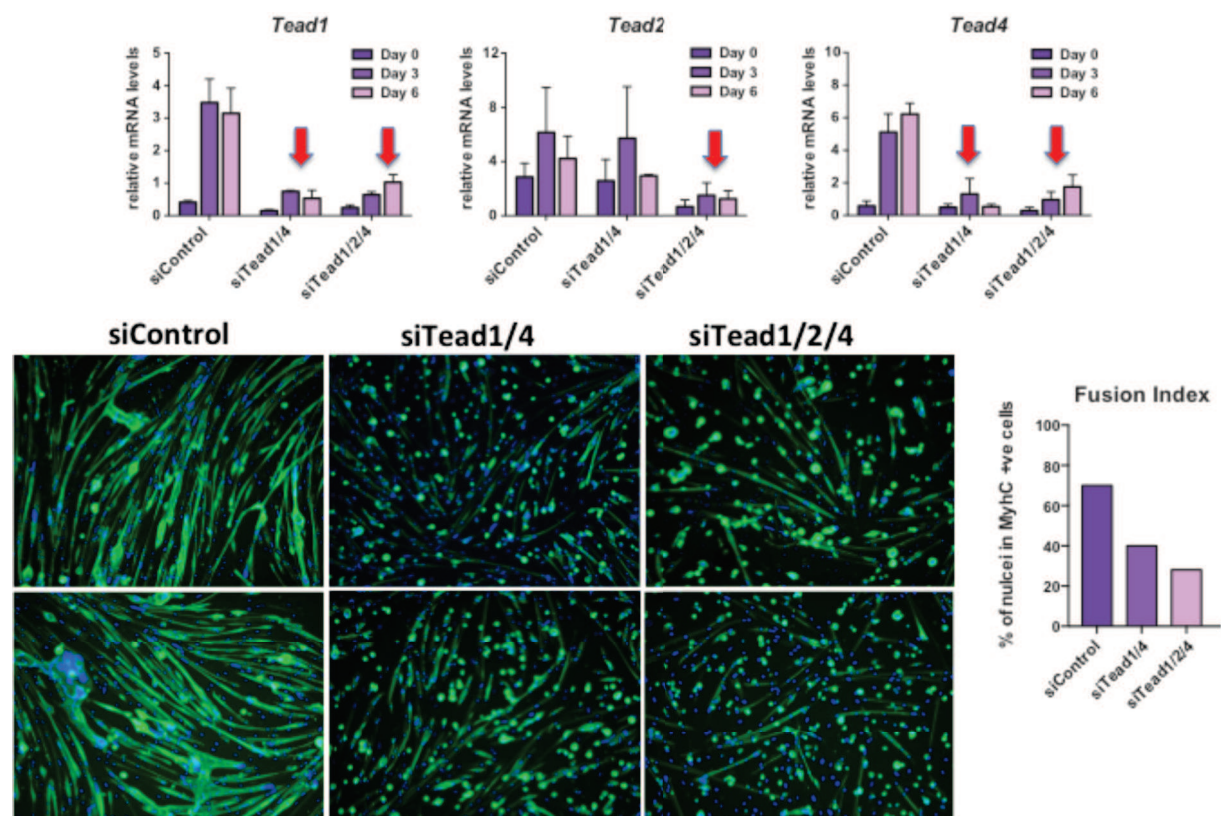 Tead1
relative mRNA levels
5
4
3
2
1
0
Day 0
Day 3
Day 6
siControl
siTead1/4
siTead1/2/4
Tead2
relative mRNA levels
12
8
4
0
Day 0
Day 3
Day 6
siControl
siTead1/4
siTead1/2/4
Tead4
relative mRNA levels
10
8
6
4
2
0
Day 0
Day 3
Day 6
siControl
siTead1/4
siTead1/2/4
siControl
siTead1/4
siTead1/2/4
Fusion Index
% of nulcei in MyhC +ve cells
100
80
60
40
20
0
siControl
siTead1/4
siTead1/2/4